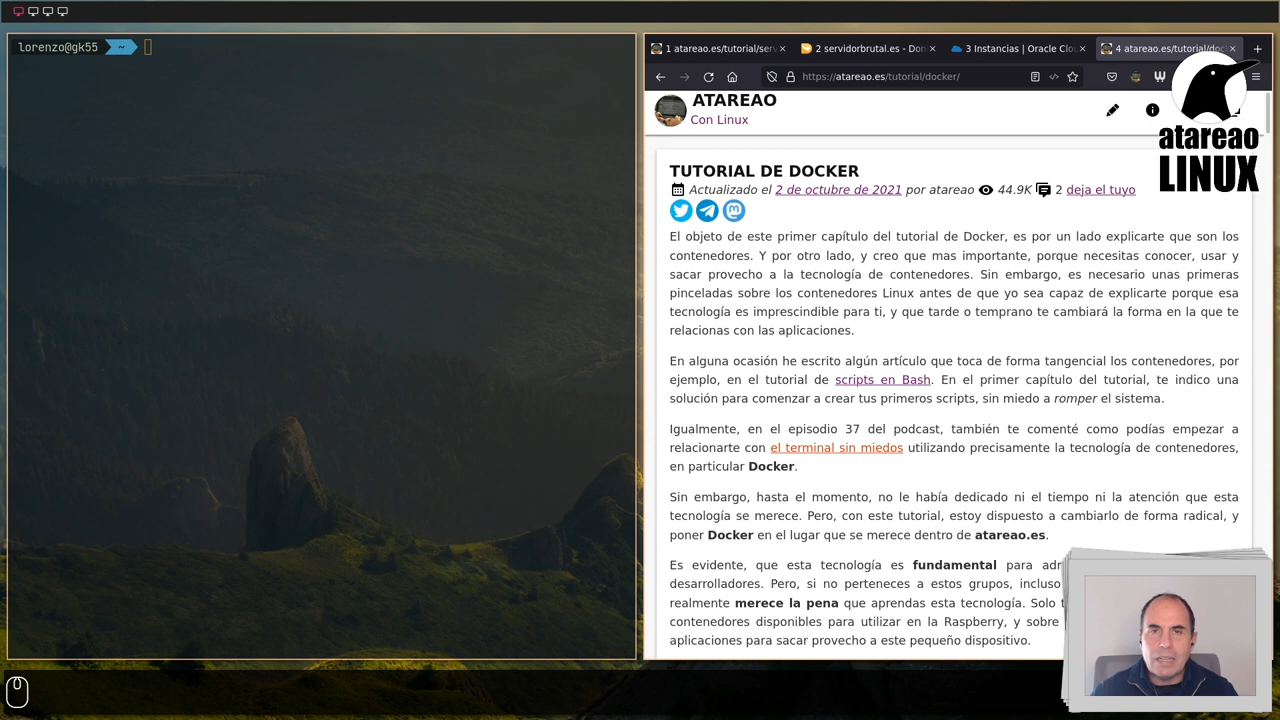 lorenzo@gk55 ~
1 atareao.es/tutorial/serv
2 servidorbrutal.es - Don
3 Instancias | Oracle Clou
4 atareao.es/tutorial/doc
https://atareao.es/tutorial/docker/
ATAREAO
Con Linux
atareao
LINUX
TUTORIAL DE DOCKER
Actualizado el 2 de octubre de 2021 por atareao 44.9K 2 deja el tuyo
El objeto de este primer capítulo del tutorial de Docker, es por un lado explicarte que son los
contenedores. Y por otro lado, y creo que mas importante, porque necesitas conocer, usar y
sacar provecho a la tecnología de contenedores. Sin embargo, es necesario unas primeras
pinceladas sobre los contenedores Linux antes de que yo sea capaz de explicarte porque esa
tecnología es imprescindible para ti, y que tarde o temprano te cambiará la forma en la que te
relacionas con las aplicaciones.
En alguna ocasión he escrito algún artículo que toca de forma tangencial los contenedores, por
ejemplo, en el tutorial de scripts en Bash. En el primer capítulo del tutorial, te indico una
solución para comenzar a crear tus primeros scripts, sin miedo a romper el sistema.
Igualmente, en el episodio 37 del podcast, también te comenté como podías empezar a
relacionarte con el terminal sin miedos utilizando precisamente la tecnología de contenedores,
en particular Docker.
Sin embargo, hasta el momento, no le había dedicado ni el tiempo ni la atención que esta
tecnología se merece. Pero, con este tutorial, estoy dispuesto a cambiarlo de forma radical, y
poner Docker en el lugar que se merece dentro de atareao.es.
Es evidente, que esta tecnología es fundamental para adm
desarrolladores. Pero, si no perteneces a estos grupos, incluso
realmente merece la pena que aprendas esta tecnología. Solo
contenedores disponibles para utilizar en la Raspberry, y sobre
aplicaciones para sacar provecho a este pequeño dispositivo.